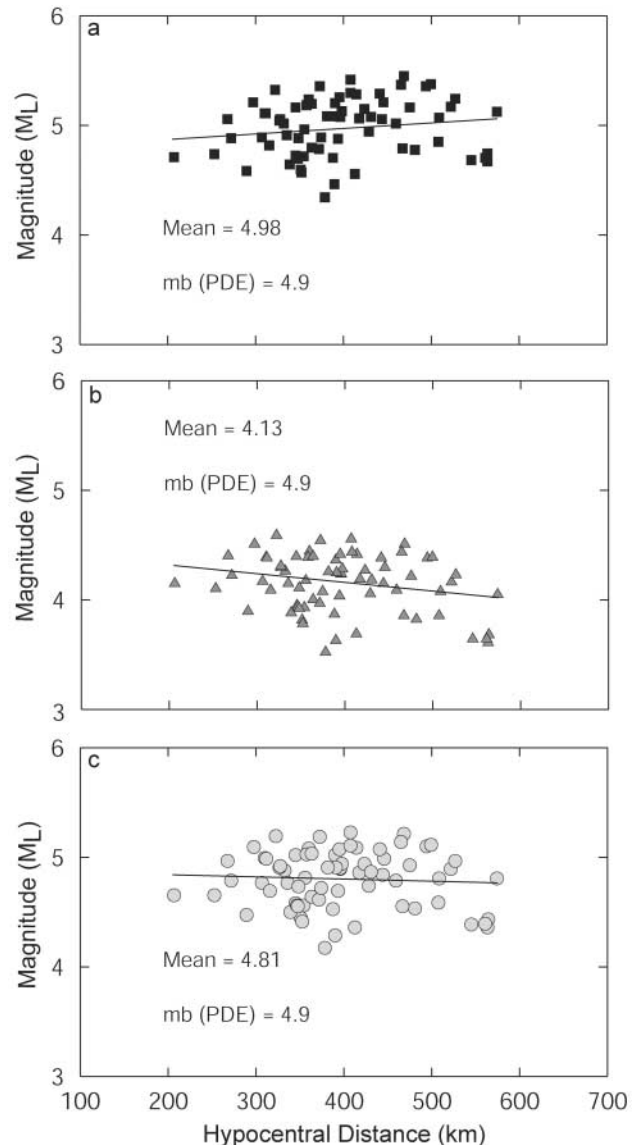 6
a
5
Magnitude (ML)
4
Mean = 4.98
mb (PDE) = 4.9
3
6
b
Mean = 4.13
mb (PDE) = 4.9
5
Magnitude (ML)
4
3
6
c
5
Magnitude (ML)
4
Mean = 4.81
mb (PDE) = 4.9
3
100 200 300 400 500 600 700
Hypocentral Distance (km)